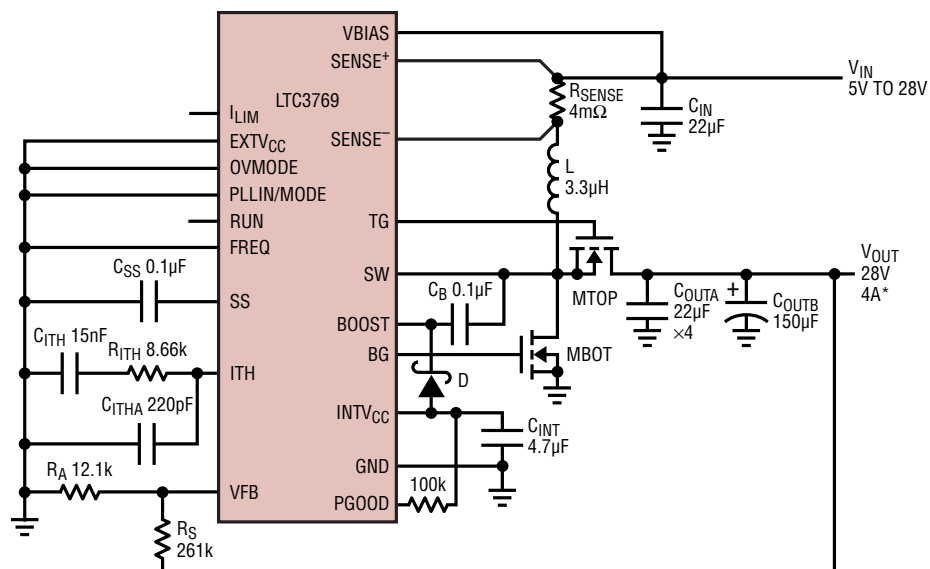 VBIAS
SENSE+
LTC3769
ILIM
EXTVCC
SENSE–
OVMODE
PLLIN/MODE
RUN
TG
FREQ
SW
SS
BOOST
BG
ITH
INTVCC
GND
VFB
PGOOD
RSENSE
4mΩ
CIN
22µF
VIN
5V TO 28V
L
3.3µH
MTOP
VOUT
28V
4A*
COUTA
22µF
×4
+
COUTB
150µF
CSS 0.1µF
CB 0.1µF
MBOT
CITH 15nF
RITH 8.66k
D
CITHA 220pF
CINT
4.7µF
RA 12.1k
100k
RS
261k